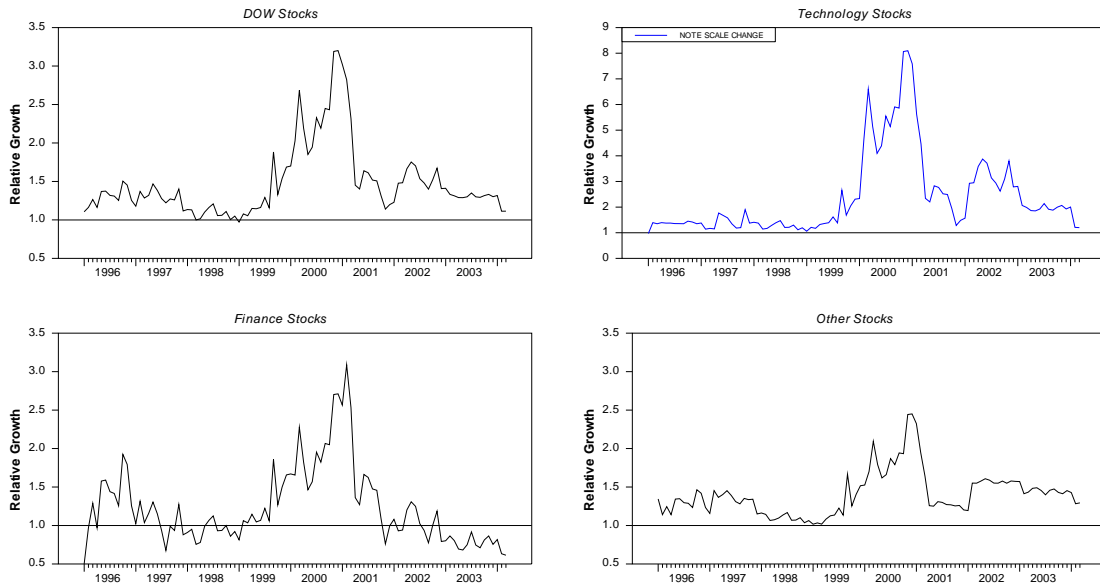 DOW Stocks
Relative Growth
3.5
3.0
2.5
2.0
1.5
1.0
0.5
1996 1997 1998 1999 2000 2001 2002 2003
Technology Stocks
NOTE SCALE CHANGE
Relative Growth
9
8
7
6
5
4
3
2
1
0
1996 1997 1998 1999 2000 2001 2002 2003
Finance Stocks
Relative Growth
3.5
3.0
2.5
2.0
1.5
1.0
0.5
1996 1997 1998 1999 2000 2001 2002 2003
Other Stocks
Relative Growth
3.5
3.0
2.5
2.0
1.5
1.0
0.5
1996 1997 1998 1999 2000 2001 2002 2003